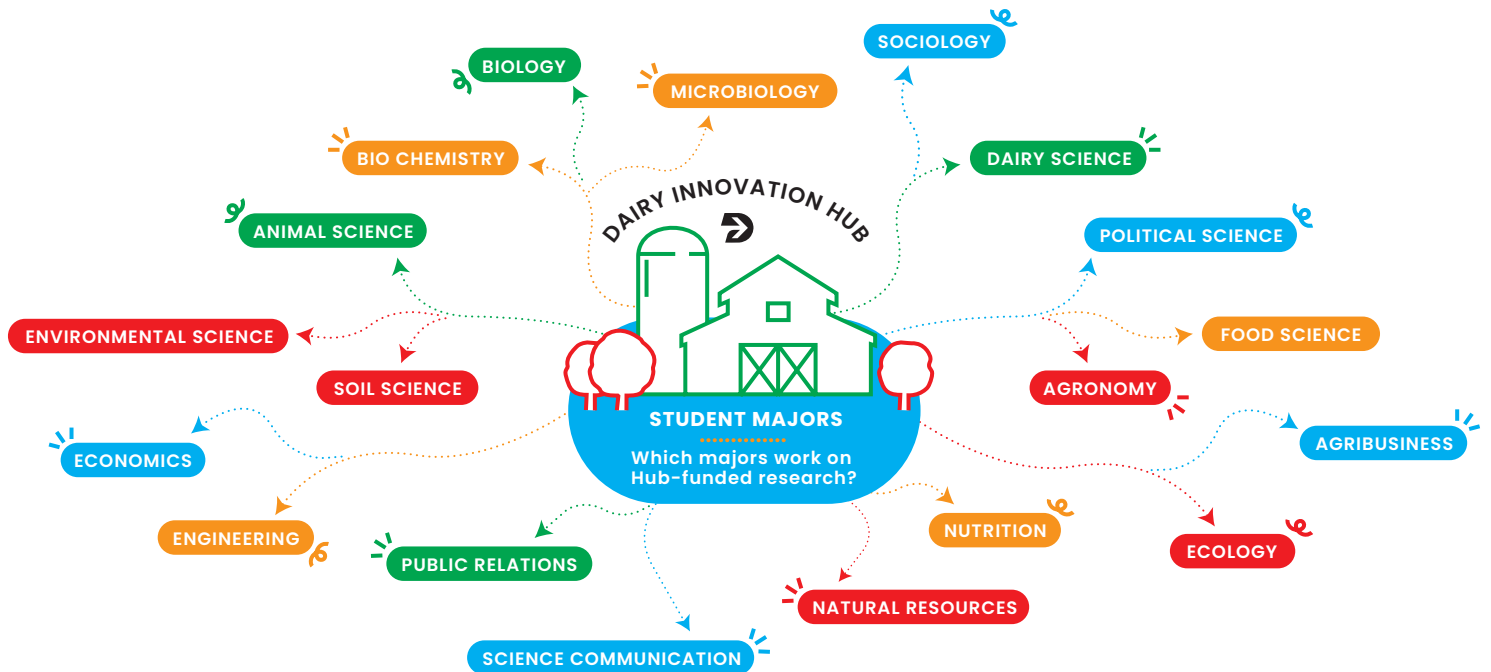 SOCIOLOGY
BIOLOGY
MICROBIOLOGY
BIO CHEMISTRY
DAIRY SCIENCE
DAIRY INNOVATION HUB
ANIMAL SCIENCE
POLITICAL SCIENCE
ENVIRONMENTAL SCIENCE
FOOD SCIENCE
SOIL SCIENCE
AGRONOMY
STUDENT MAJORS
Which majors work on
Hub-funded research?
ECONOMICS
AGRIBUSINESS
ENGINEERING
NUTRITION
PUBLIC RELATIONS
ECOLOGY
NATURAL RESOURCES
SCIENCE COMMUNICATION